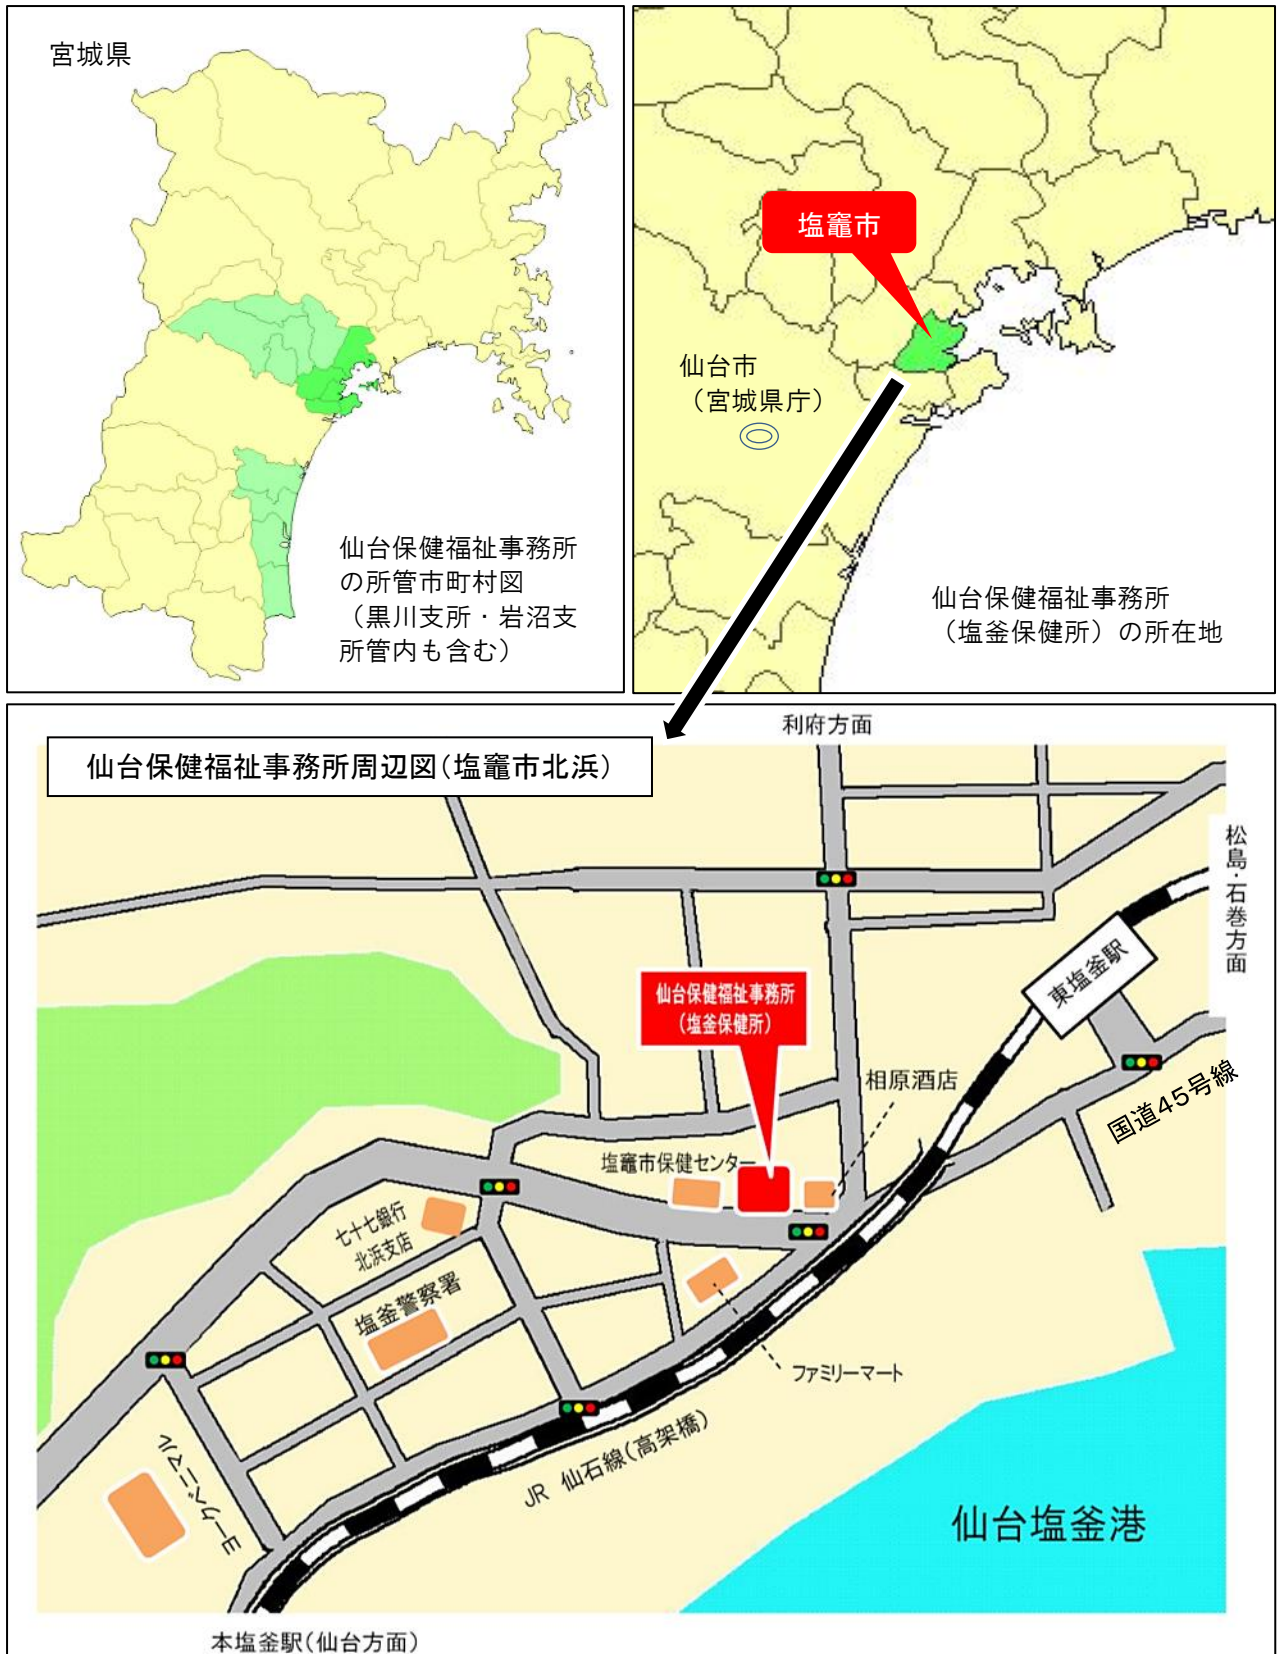 宮城県
仙台保健福祉事務所
の所管市町村図
（黒川支所・岩沼支
所管内も含む）
塩竈市
仙台市
（宮城県庁）
仙台保健福祉事務所
（塩釜保健所）の所在地
利府方面
仙台保健福祉事務所周辺図（塩竈市北浜）
松島・石巻方面
東塩釜駅
仙台保健福祉事務所
（塩釜保健所）
相原酒店
国道45号線
塩竈市保健センター
七十七銀行
北浜支店
塩釜警察署
ファミリーマート
ヨークベニマル
JR 仙石線（高架橋）
仙台塩釜港
本塩釜駅（仙台方面）